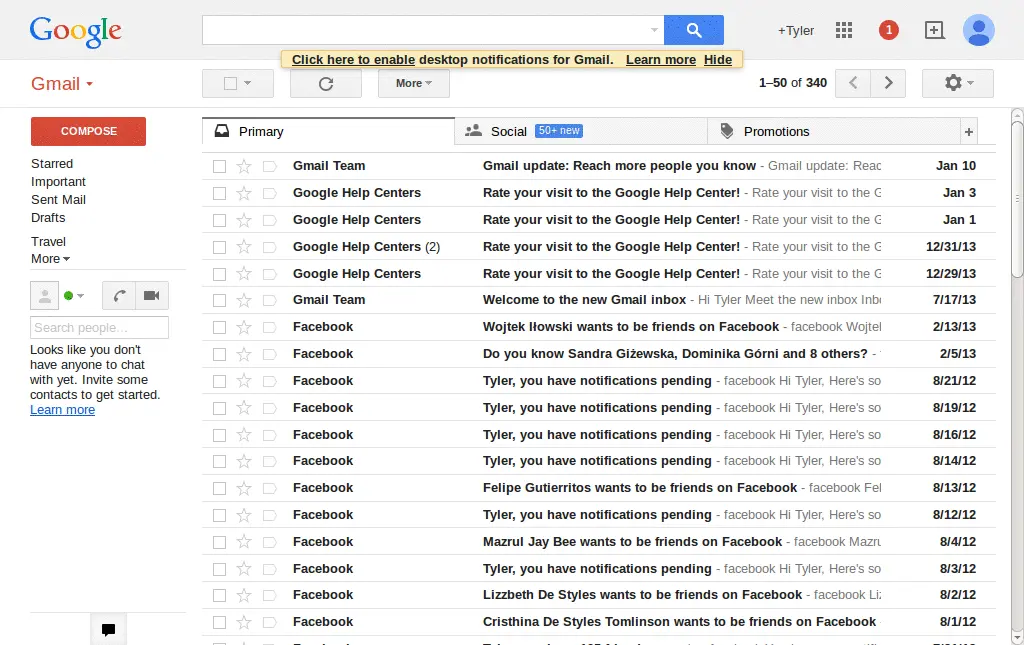 Google
+Tyler
1
Click here to enable desktop notifications for Gmail. Learn more Hide
Gmail
More
1–50 of 340
COMPOSE
Starred
Important
Sent Mail
Drafts
Travel
More
Search people...
Looks like you don't
have anyone to chat
with yet. Invite some
contacts to get started.
Learn more
Primary
Social 50+ new
Promotions
+
Gmail Team Gmail update: Reach more people you know - Gmail update: Reac Jan 10
Google Help Centers Rate your visit to the Google Help Center! - Rate your visit to the G Jan 3
Google Help Centers Rate your visit to the Google Help Center! - Rate your visit to the G Jan 1
Google Help Centers (2) Rate your visit to the Google Help Center! - Rate your visit to the G 12/31/13
Google Help Centers Rate your visit to the Google Help Center! - Rate your visit to the G 12/29/13
Gmail Team Welcome to the new Gmail inbox - Hi Tyler Meet the new inbox Inbo 7/17/13
Facebook Wojtek Iłowski wants to be friends on Facebook - facebook Wojtek 2/13/13
Facebook Do you know Sandra Giżewska, Dominika Górni and 8 others? - 2/5/13
Facebook Tyler, you have notifications pending - facebook Hi Tyler, Here's so 8/21/12
Facebook Tyler, you have notifications pending - facebook Hi Tyler, Here's so 8/19/12
Facebook Tyler, you have notifications pending - facebook Hi Tyler, Here's so 8/16/12
Facebook Tyler, you have notifications pending - facebook Hi Tyler, Here's so 8/14/12
Facebook Felipe Gutierritos wants to be friends on Facebook - facebook Fel 8/13/12
Facebook Tyler, you have notifications pending - facebook Hi Tyler, Here's so 8/12/12
Facebook Mazrul Jay Bee wants to be friends on Facebook - facebook Mazru 8/4/12
Facebook Tyler, you have notifications pending - facebook Hi Tyler, Here's so 8/3/12
Facebook Lizzbeth De Styles wants to be friends on Facebook - facebook Liz 8/2/12
Facebook Cristhina De Styles Tomlinson wants to be friends on Facebook 8/1/12